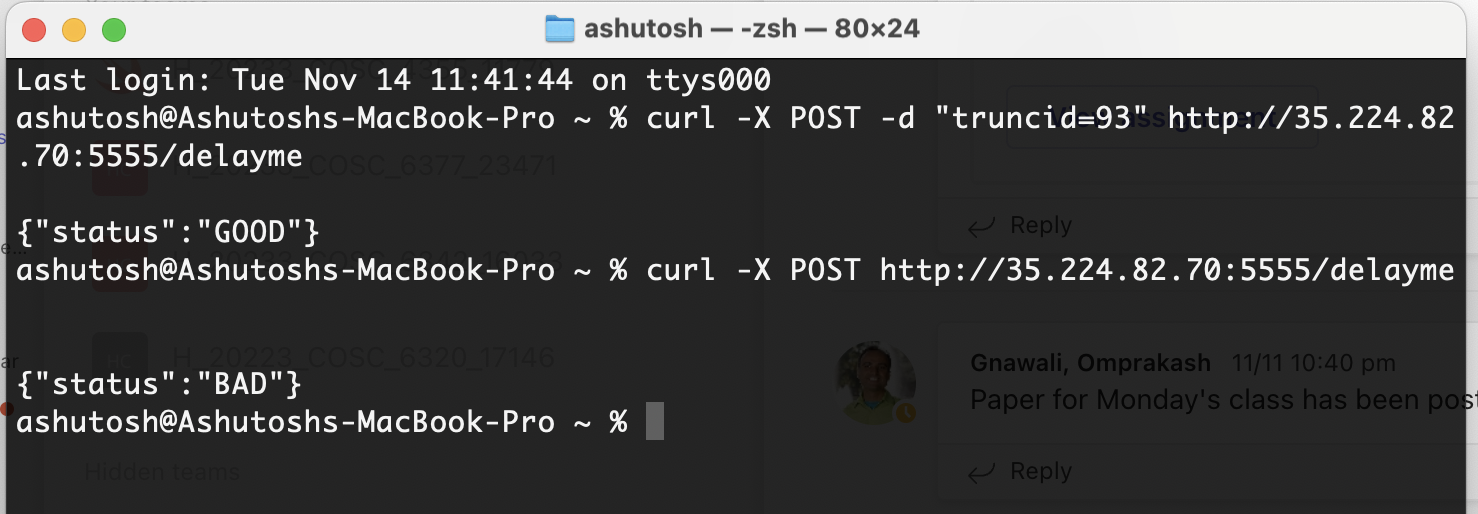 ashutosh — -zsh — 80×24
Last login: Tue Nov 14 11:41:44 on ttys000
ashutosh@Ashutoshs-MacBook-Pro ~ % curl -X POST -d "truncid=93" http://35.224.82
.70:5555/delayme
H_20233_COSC_6377_23471
{"status":"GOOD"}
Reply
ashutosh@Ashutoshs-MacBook-Pro ~ % curl -X POST http://35.224.82.70:5555/delayme
H_20223_COSC_6320_17146
Gnawali, Omprakash 11/11 10:40 pm
{"status":"BAD"}
Paper for Monday's class has been post
ashutosh@Ashutoshs-MacBook-Pro ~ %
Hidden teams
Reply